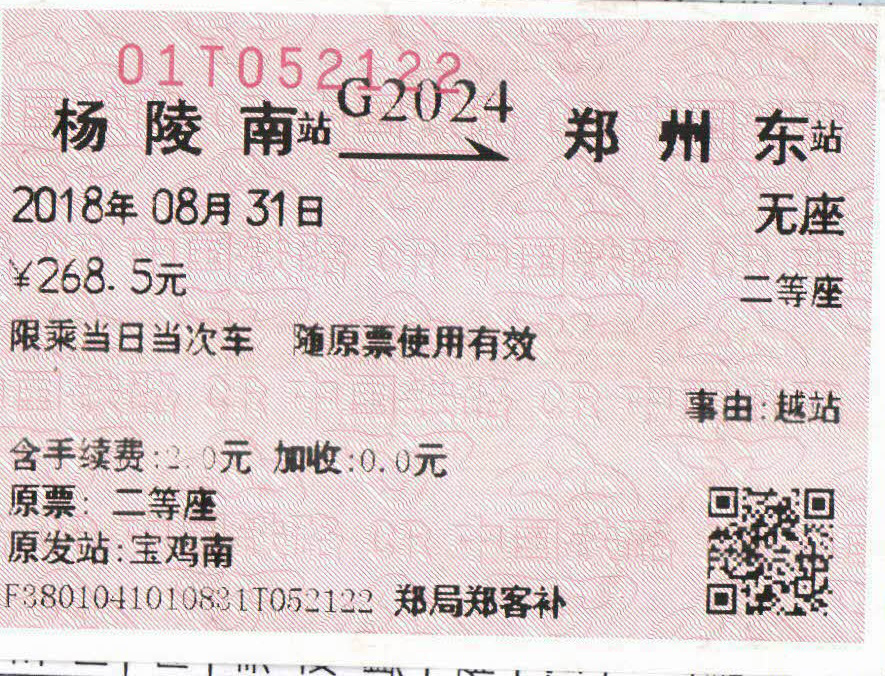 01T052122
杨陵南站 G2024 郑州东站
2018年08月31日 无座
¥268.5元 二等座
限乘当日当次车 随原票使用有效
事由:越站
含手续费:2.0元 加收:0.0元
原票: 二等座
原发站:宝鸡南
F3801041010831T052122 郑局郑客补